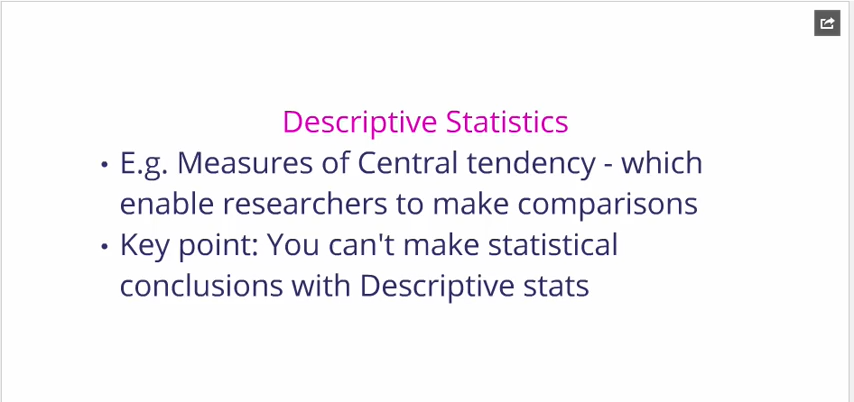 Descriptive Statistics
• E.g. Measures of Central tendency - which
enable researchers to make comparisons
• Key point: You can't make statistical
conclusions with Descriptive stats